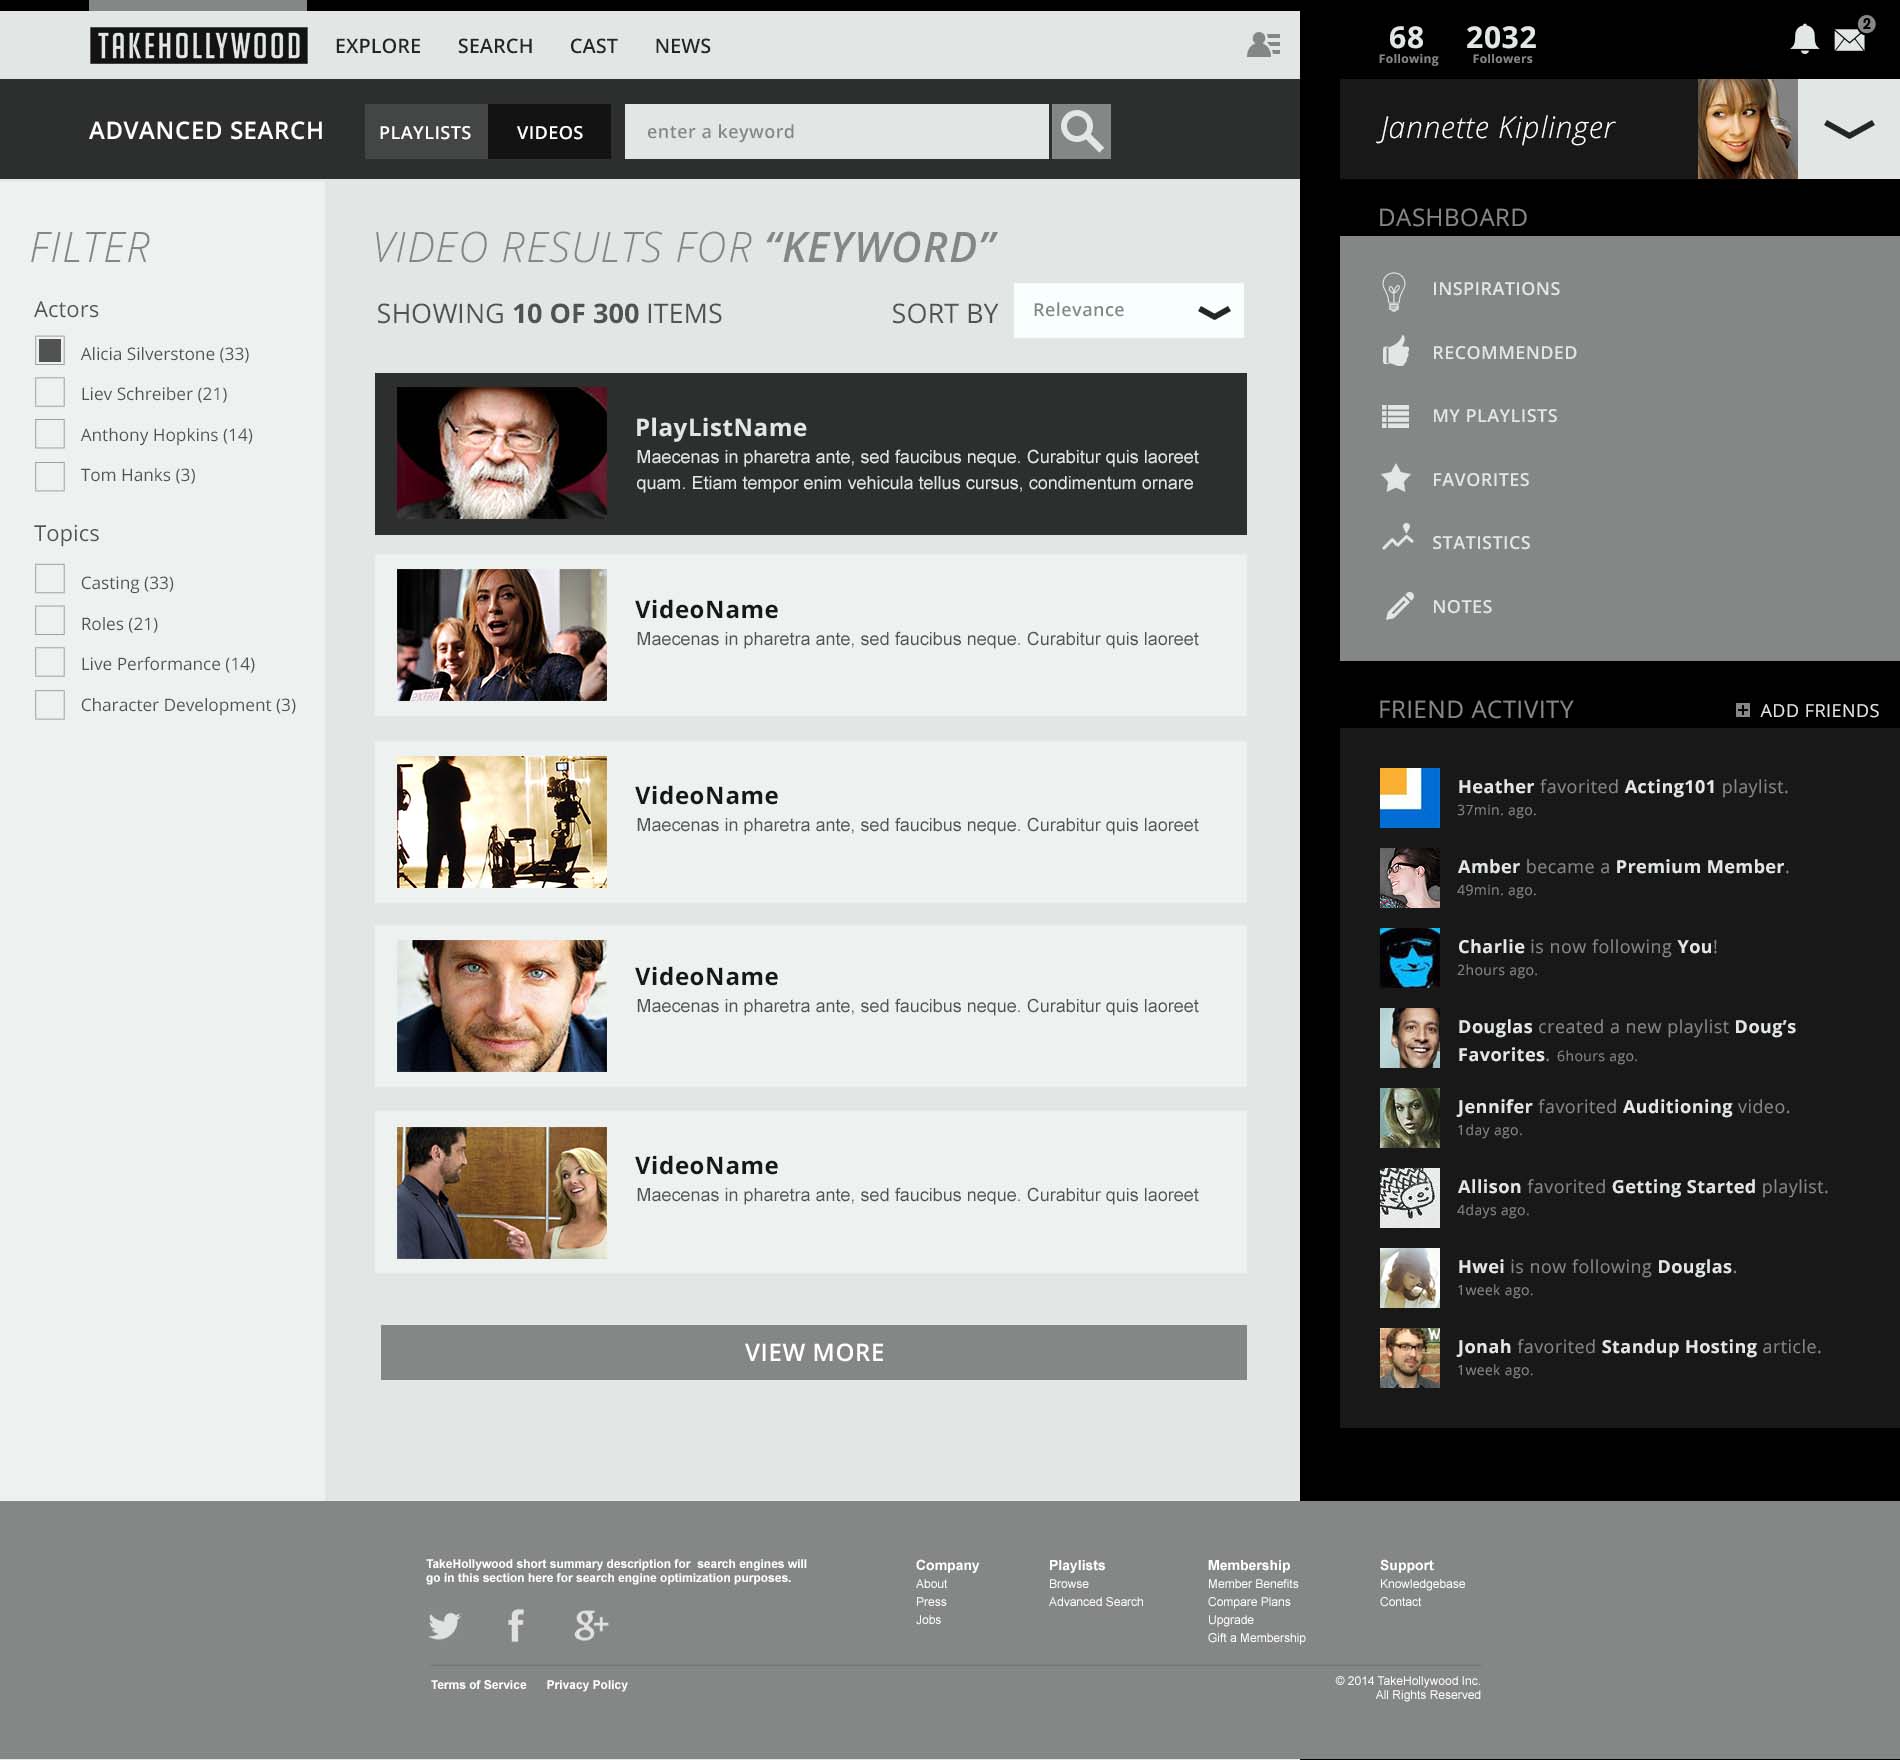 TAKEHOLLYWOOD EXPLORE SEARCH CAST NEWS
68 2032 2
Following Followers
ADVANCED SEARCH PLAYLISTS VIDEOS enter a keyword
Jannette Kiplinger
FILTER
Actors
Alicia Silverstone (33)
Liev Schreiber (21)
Anthony Hopkins (14)
Tom Hanks (3)
Topics
Casting (33)
Roles (21)
Live Performance (14)
Character Development (3)
VIDEO RESULTS FOR “KEYWORD”
SHOWING 10 OF 300 ITEMS SORT BY Relevance
PlayListName
Maecenas in pharetra ante, sed faucibus neque. Curabitur quis laoreet
quam. Etiam tempor enim vehicula tellus cursus, condimentum ornare
EXTRA
VideoName
Maecenas in pharetra ante, sed faucibus neque. Curabitur quis laoreet
VideoName
Maecenas in pharetra ante, sed faucibus neque. Curabitur quis laoreet
VideoName
Maecenas in pharetra ante, sed faucibus neque. Curabitur quis laoreet
VideoName
Maecenas in pharetra ante, sed faucibus neque. Curabitur quis laoreet
VIEW MORE
DASHBOARD
INSPIRATIONS
RECOMMENDED
MY PLAYLISTS
FAVORITES
STATISTICS
NOTES
FRIEND ACTIVITY ADD FRIENDS
Heather favorited Acting101 playlist.
37min. ago.
Amber became a Premium Member.
49min. ago.
Charlie is now following You!
2hours ago.
Douglas created a new playlist Doug’s
Favorites. 6hours ago.
Jennifer favorited Auditioning video.
1day ago.
Allison favorited Getting Started playlist.
4days ago.
Hwei is now following Douglas.
1week ago.
W
Jonah favorited Standup Hosting article.
1week ago.
TakeHollywood short summary description for search engines will
go in this section here for search engine optimization purposes.
f g+
Company
About
Press
Jobs
Playlists
Browse
Advanced Search
Membership
Member Benefits
Compare Plans
Upgrade
Gift a Membership
Support
Knowledgebase
Contact
Terms of Service Privacy Policy
© 2014 TakeHollywood Inc.
All Rights Reserved